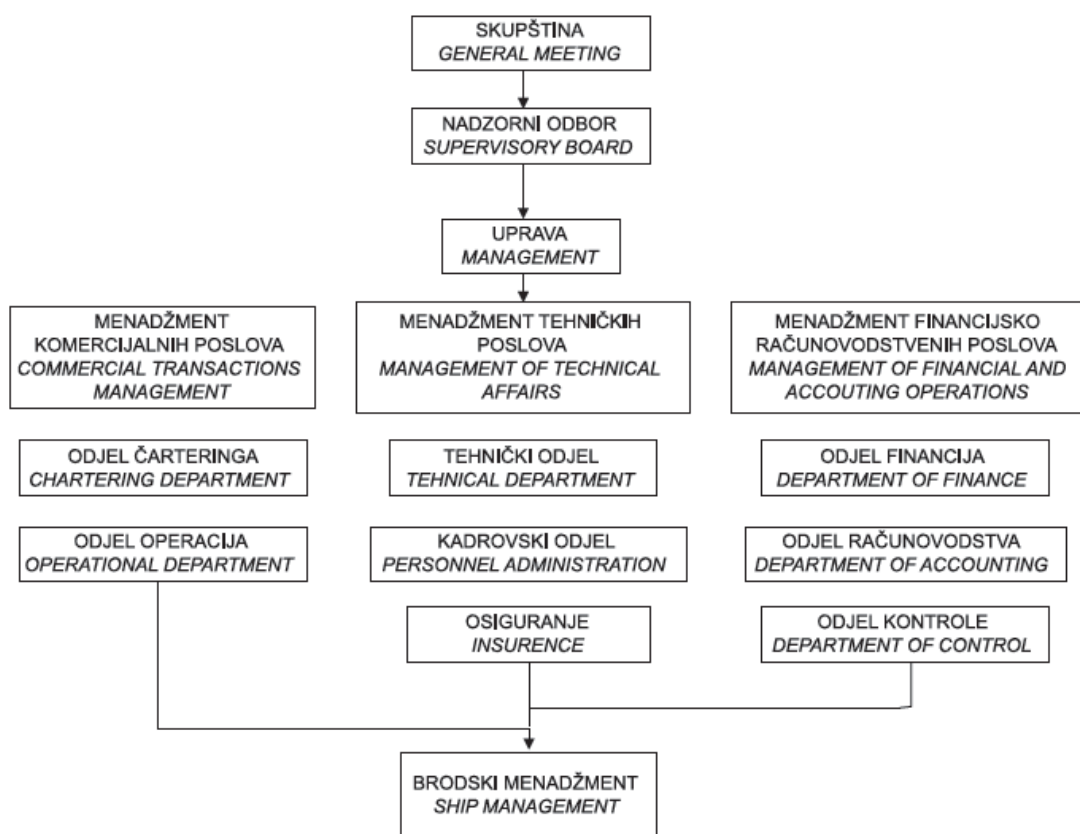 SKUPŠTINA
GENERAL MEETING
NADZORNI ODBOR
SUPERVISORY BOARD
UPRAVA
MANAGEMENT
MENADŽMENT
KOMERCIJALNIH POSLOVA
COMMERCIAL TRANSACTIONS
MANAGEMENT
MENADŽMENT TEHNIČKIH
POSLOVA
MANAGEMENT OF TECHNICAL
AFFAIRS
MENADŽMENT FINANCIJSKO
RAČUNOVODSTVENIH POSLOVA
MANAGEMENT OF FINANCIAL AND
ACCOUTING OPERATIONS
ODJEL ČARTERINGA
CHARTERING DEPARTMENT
TEHNIČKI ODJEL
TEHNICAL DEPARTMENT
ODJEL FINANCIJA
DEPARTMENT OF FINANCE
ODJEL OPERACIJA
OPERATIONAL DEPARTMENT
KADROVSKI ODJEL
PERSONNEL ADMINISTRATION
ODJEL RAČUNOVODSTVA
DEPARTMENT OF ACCOUNTING
OSIGURANJE
INSURENCE
ODJEL KONTROLE
DEPARTMENT OF CONTROL
BRODSKI MENADŽMENT
SHIP MANAGEMENT